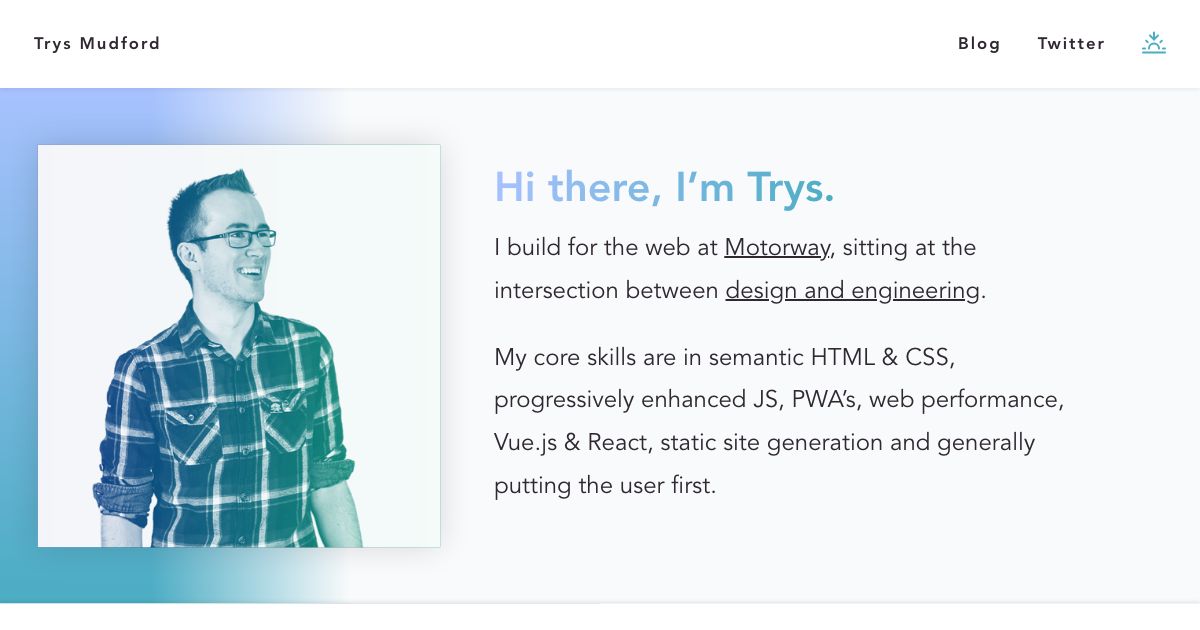 Trys Mudford
Blog
Twitter
Hi there, I’m Trys.
I build for the web at Motorway, sitting at the
intersection between design and engineering.
My core skills are in semantic HTML & CSS,
progressively enhanced JS, PWA’s, web performance,
Vue.js & React, static site generation and generally
putting the user first.